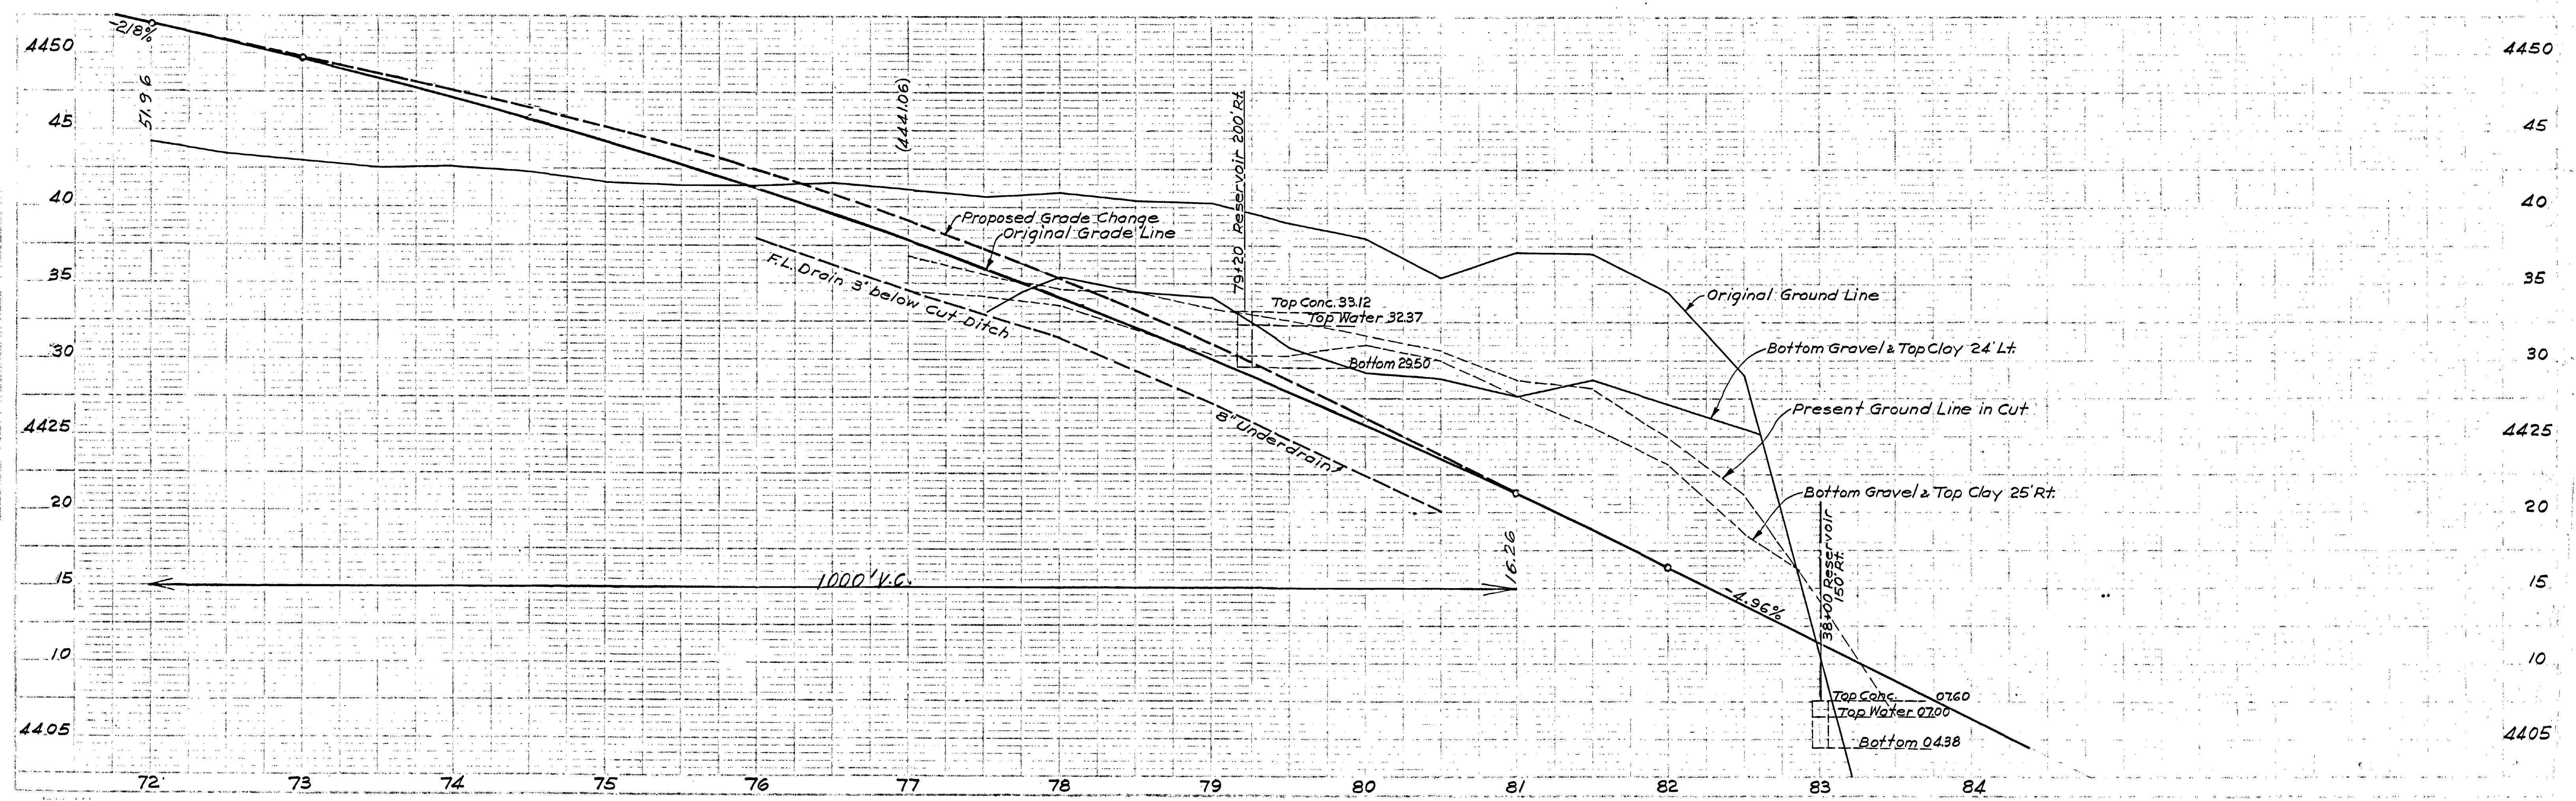 -2.18%
4450
4450
51.96
(4441.06)
79+20 Reservoir 200' Rt.
45
45
40
40
Proposed Grade Change
Original Grade Line
35
35
F.L. Drain 3' below Cut Ditch
Original Ground Line
Top Conc. 33.12
Top Water 32.37
30
30
Bottom Gravel & Top Clay 24' Lt.
Bottom 29.50
Present Ground Line in Cut
4425
4425
8" Underdrain
20
20
Bottom Gravel & Top Clay 25' Rt.
16.26
38+00 Reservoir
150' Rt.
15
15
1000' V.C.
-4.96%
10
10
Top Conc. 07.60
Top Water 07.00
4405
4405
Bottom 04.38
72 73 74 75 76 77 78 79 80 81 82 83 84